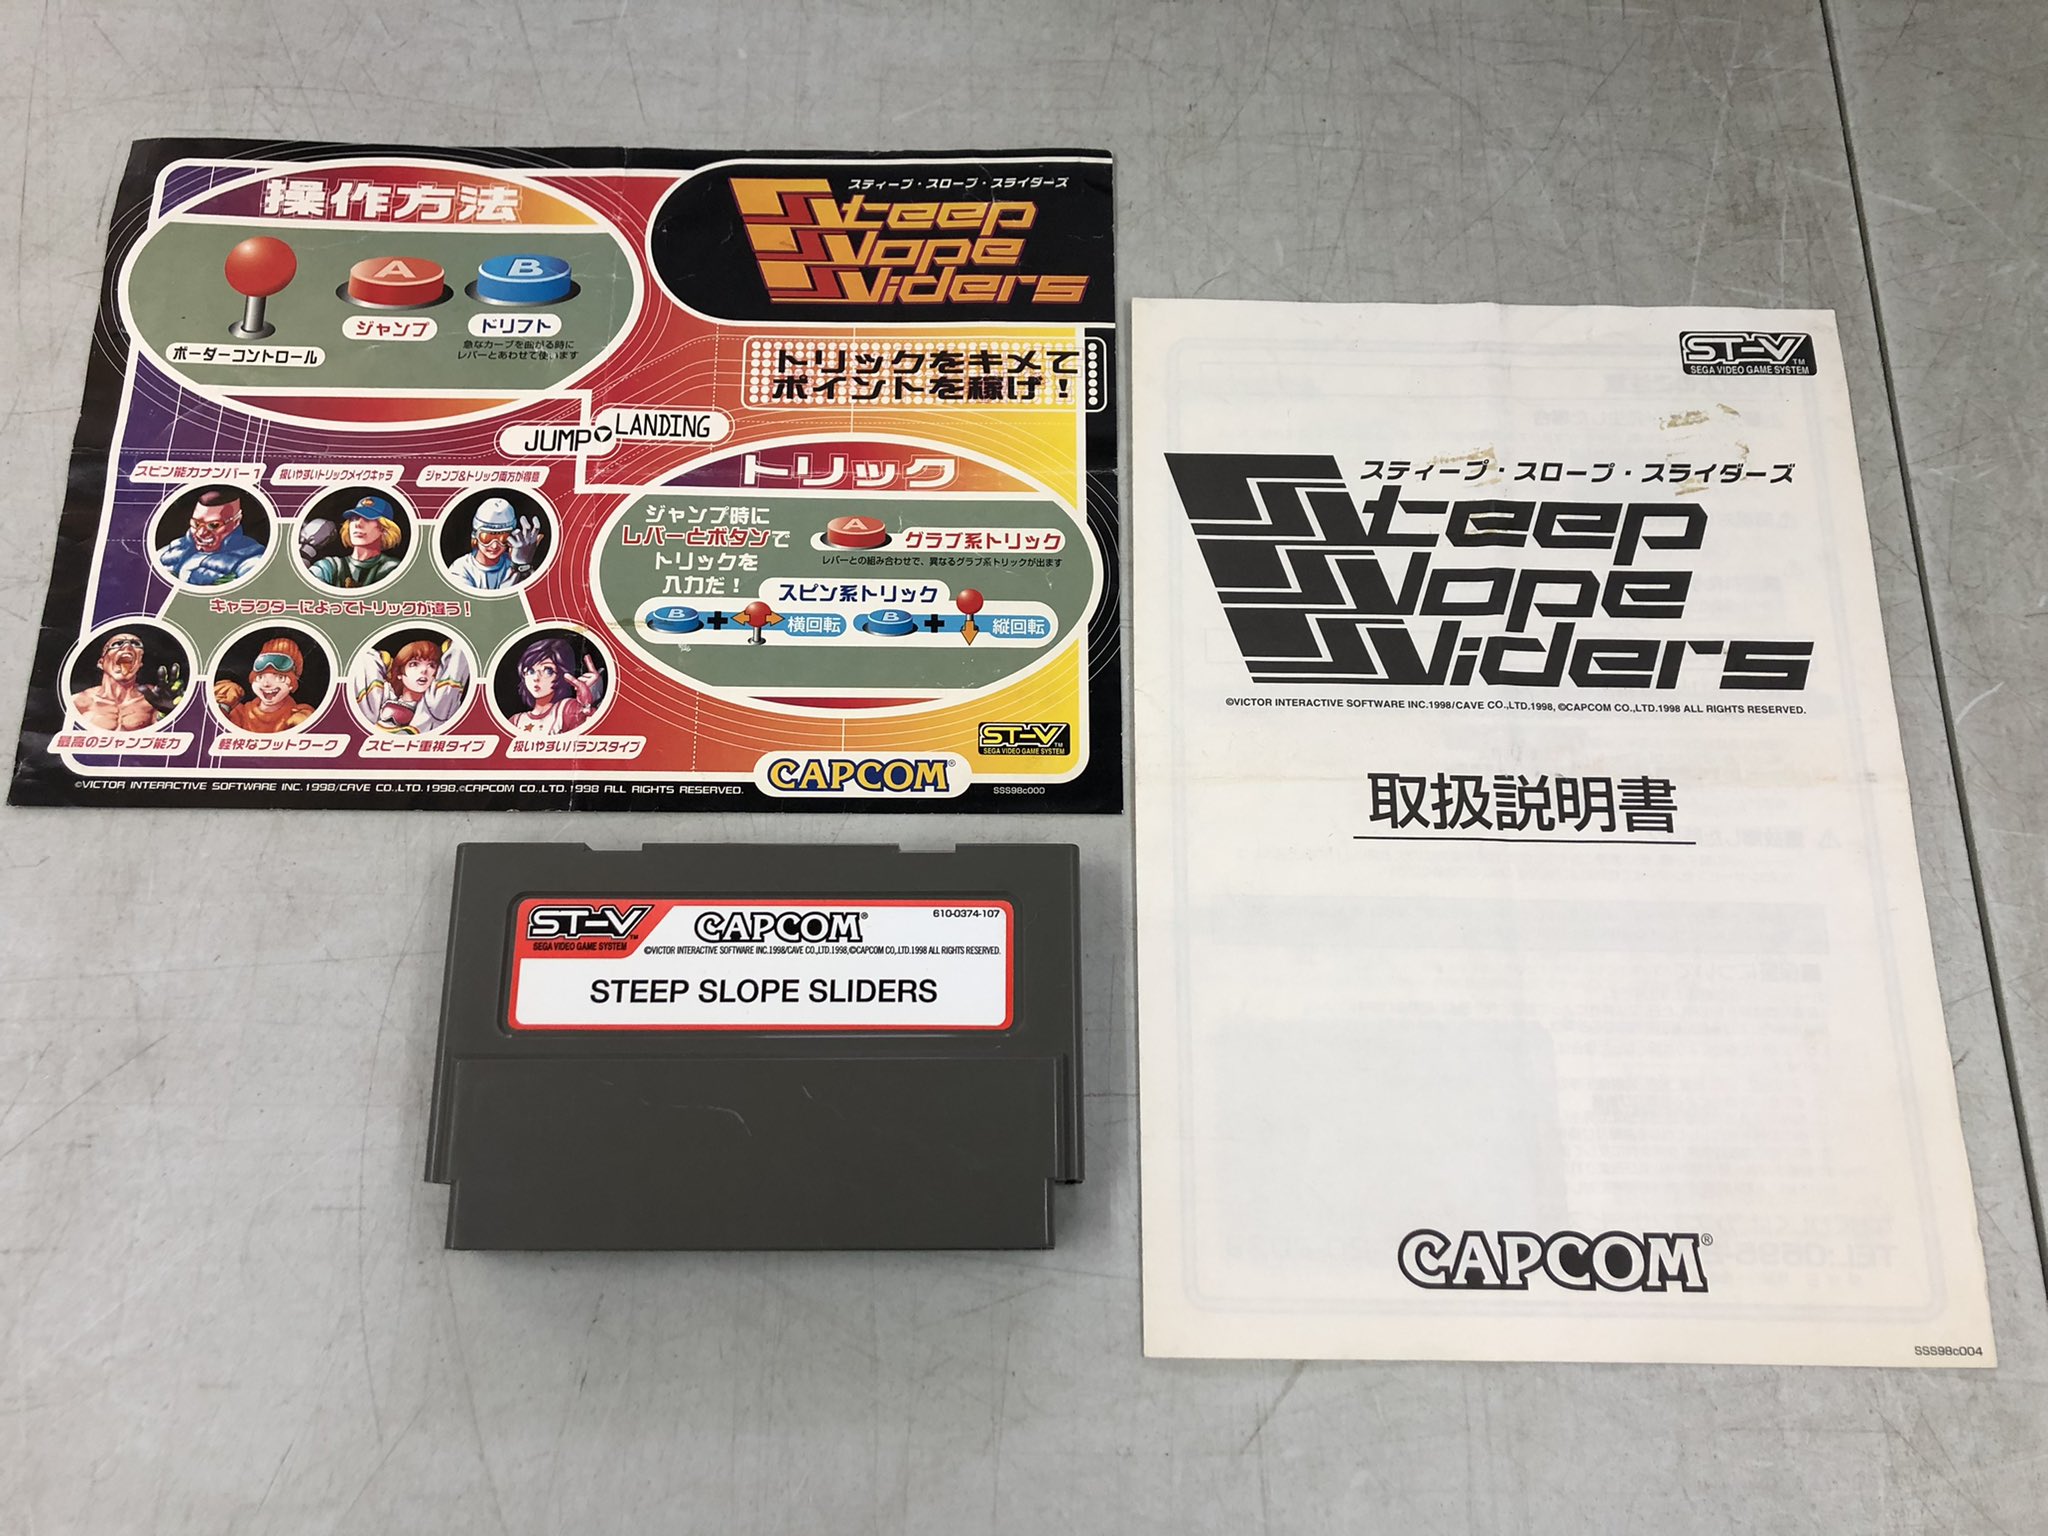 操作方法
A
B
ジャンプ
ドリフト
急なカーブを曲がる時に
レバーとあわせて使います
ボーダーコントロール
スティープ・スロープ・スライダーズ
Steep
Slope
Sliders
トリックをキメて
ポイントを稼げ！
JUMP
LANDING
スピン能力ナンバー1
扱いやすいトリックメイクキャラ
ジャンプ&トリック両方が得意
キャラクターによってトリックが違う！
最高のジャンプ能力
軽快なフットワーク
スピード重視タイプ
扱いやすいバランスタイプ
トリック
ジャンプ時に
レバーとボタンで
トリックを
入力だ！
A
グラブ系トリック
レバーとの組み合わせで、異なるグラブ系トリックが出ます
スピン系トリック
B + 横回転 B + 縦回転
ST-V™
SEGA VIDEO GAME SYSTEM
CAPCOM®
©VICTOR INTERACTIVE SOFTWARE INC.1998/CAVE CO.,LTD.1998.©CAPCOM CO.,LTD.1998 ALL RIGHTS RESERVED.
SSS98c000
ST-V™
SEGA VIDEO GAME SYSTEM
CAPCOM®
610-0374-107
©VICTOR INTERACTIVE SOFTWARE INC.1998/CAVE CO.,LTD.1998,©CAPCOM CO,.LTD.1998 ALL RIGHTS RESERVED.
STEEP SLOPE SLIDERS
ST-V™
SEGA VIDEO GAME SYSTEM
スティープ・スロープ・スライダーズ
Steep
Slope
Sliders
©VICTOR INTERACTIVE SOFTWARE INC.1998/CAVE CO.,LTD.1998, ©CAPCOM CO.,LTD.1998 ALL RIGHTS RESERVED.
取扱説明書
CAPCOM®
SSS98c004